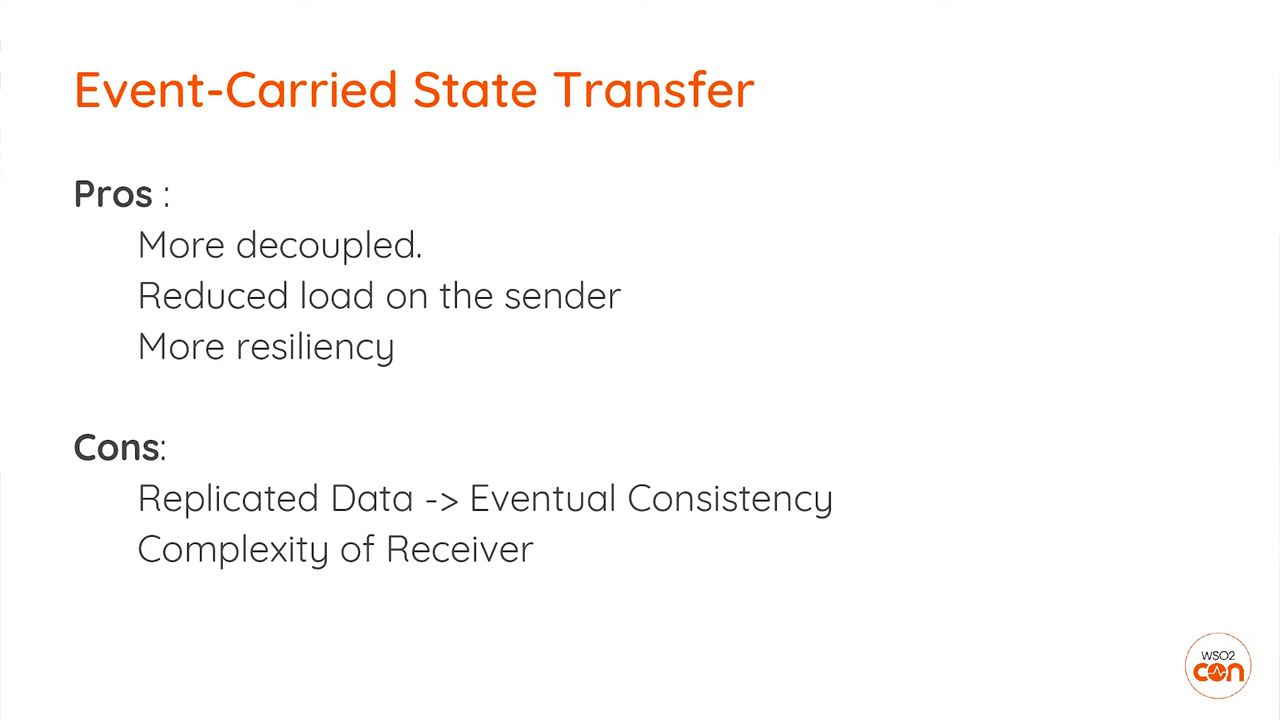 Event-Carried State Transfer
Pros :
More decoupled.
Reduced load on the sender
More resiliency
Cons:
Replicated Data -> Eventual Consistency
Complexity of Receiver
WSO2
con